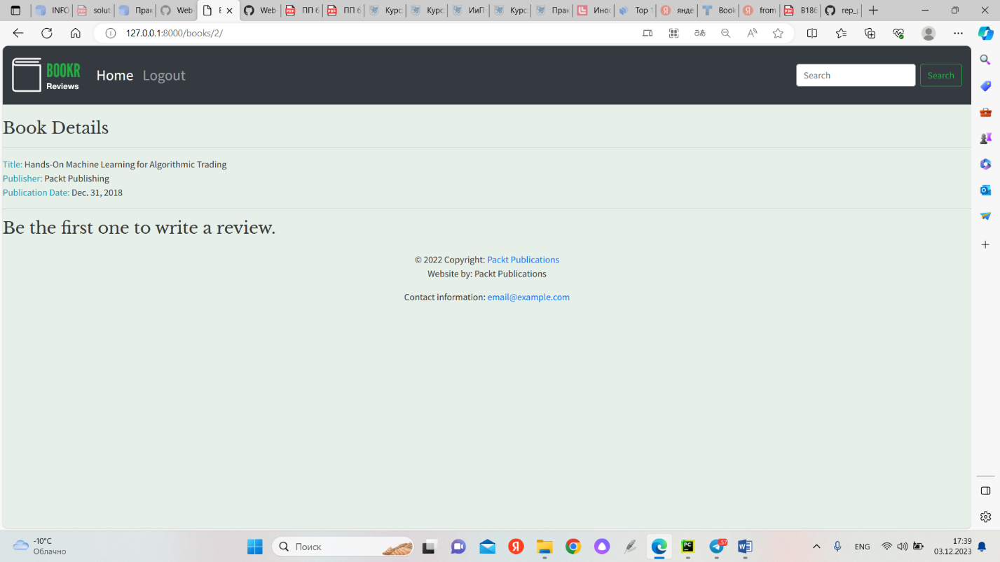 INFO
solut
Прак
Web-
Web-
ПП 6
ПП 6
Курс
Курс
ИиП
Курс
Прак
Инос
Top 1
янде
Book
from
B186
rep_
127.0.0.1:8000/books/2/
BOOKR
Reviews
Home
Logout
Search
Search
Book Details
Title: Hands-On Machine Learning for Algorithmic Trading
Publisher: Packt Publishing
Publication Date: Dec. 31, 2018
Be the first one to write a review.
© 2022 Copyright: Packt Publications
Website by: Packt Publications
Contact information: email@example.com
-10°C
Облачно
Поиск
57
ENG
17:39
03.12.2023